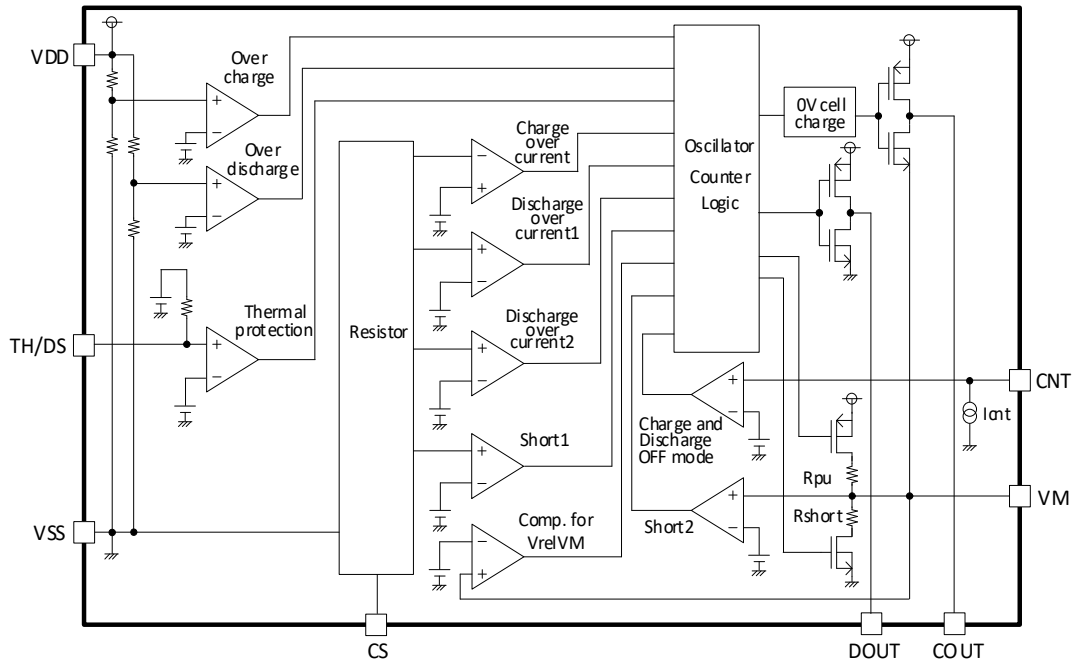 VDD
Over
charge
Over
discharge
TH/DS
Thermal
protection
VSS
Resistor
CS
Charge
over
current
Discharge
over
current1
Discharge
over
current2
Short1
Comp. for
VrelVM
Oscillator
Counter
Logic
0V cell
charge
Charge and
Discharge
OFF mode
Short2
Rpu
Rshort
CNT
Icnt
VM
DOUT
COUT
+
−
+
−
+
−
−
+
+
−
+
−
+
−
−
+
+
−
+
−